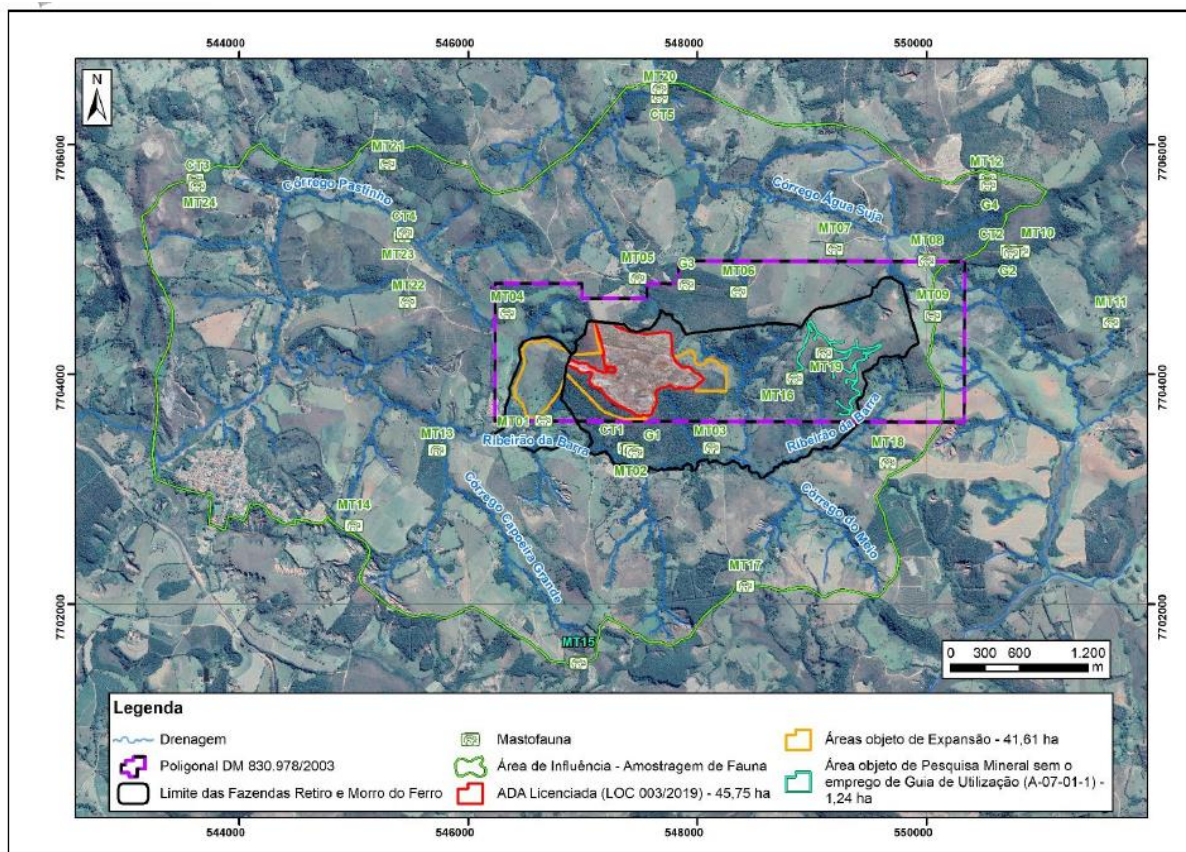 544000 546000 548000 550000
N
MT20
CT5
7706000
7706000
MT21
CT3
MT24
Córrego Pastinho
MT12
G4
Córrego Água Suja
CT4
MT23
MT07
MT08
CT2
MT10
G2
MT05
G3
MT06
MT22
MT04
MT09
MT11
7704000
7704000
MT19
MT16
MT01
Ribeirão da Barra
CT1
G1
MT02
MT03
Ribeirão da Barra
MT13
MT18
MT14
Córrego Capoeira Grande
Córrego do Meio
MT17
7702000
7702000
MT15
0 300 600 1.200
m
Legenda
Drenagem
Poligonal DM 830.978/2003
Limite das Fazendas Retiro e Morro do Ferro
Mastofauna
Área de Influência - Amostragem de Fauna
ADA Licenciada (LOC 003/2019) - 45,75 ha
Áreas objeto de Expansão - 41,61 ha
Área objeto de Pesquisa Mineral sem o
emprego de Guia de Utilização (A-07-01-1) -
1,24 ha
544000 546000 548000 550000